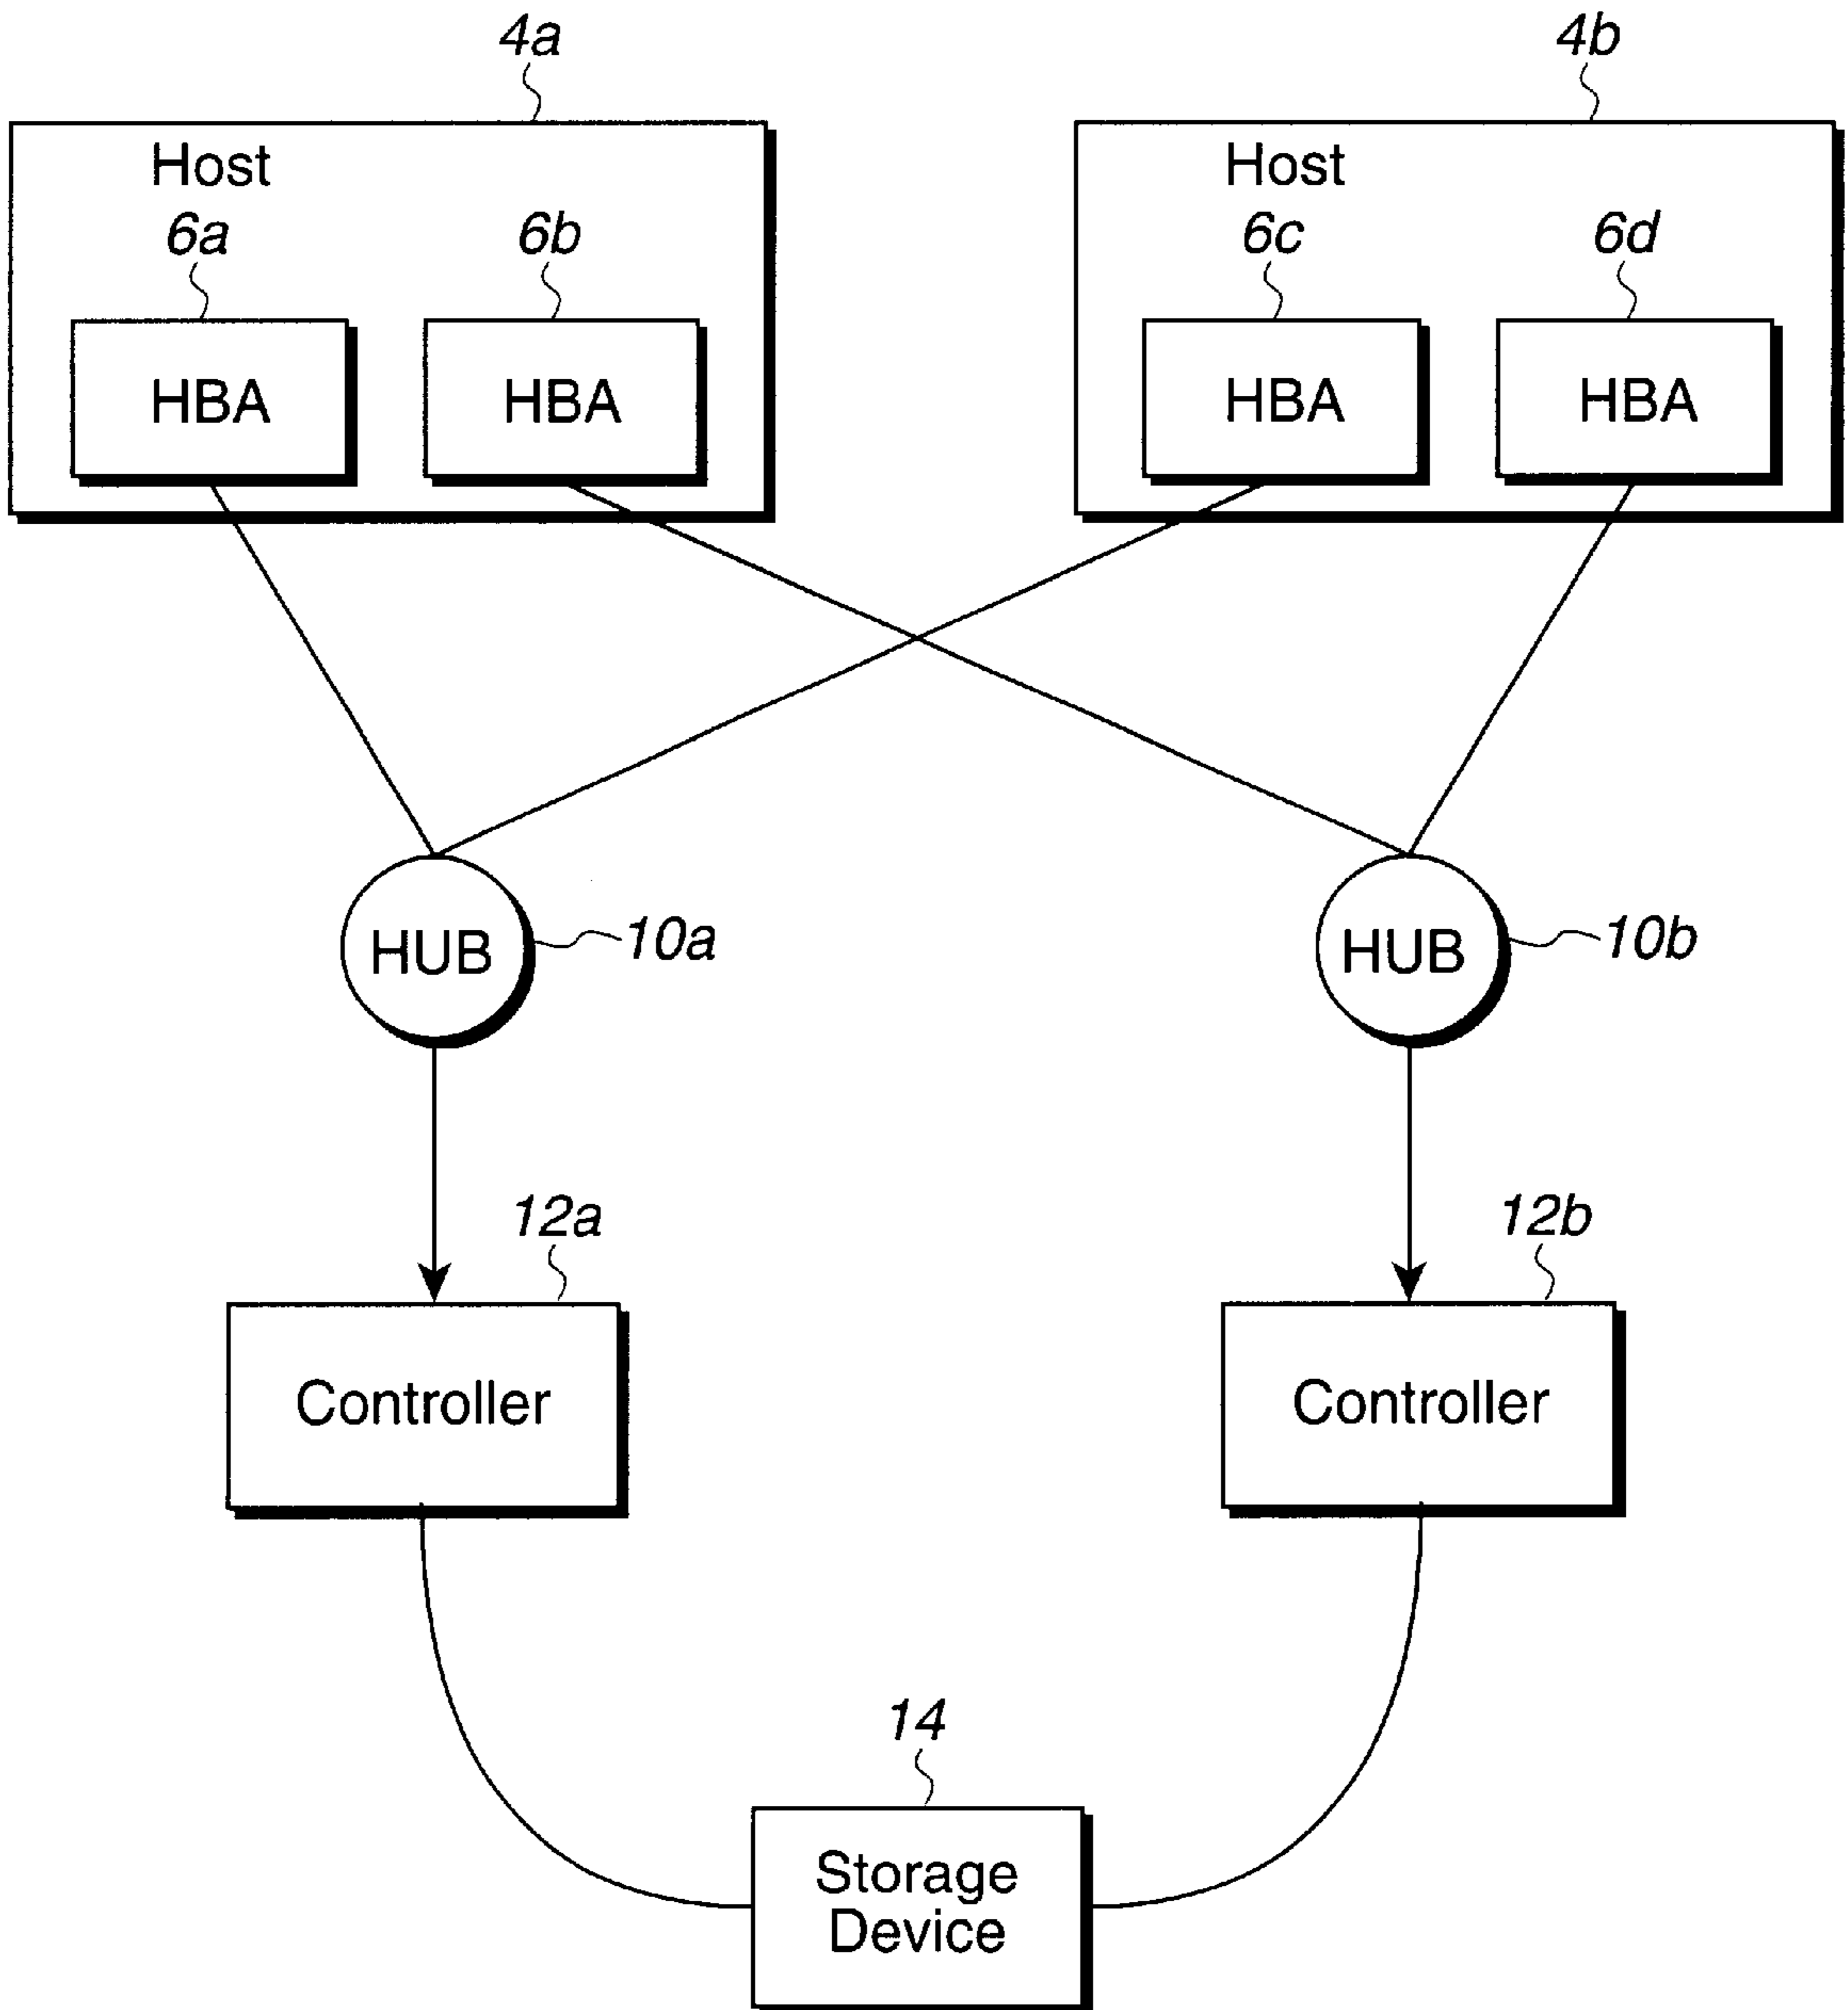 4a
4b
Host
Host
6a
6b
6c
6d
HBA
HBA
HBA
HBA
HUB
10a
HUB
10b
12a
12b
Controller
Controller
14
Storage
Device